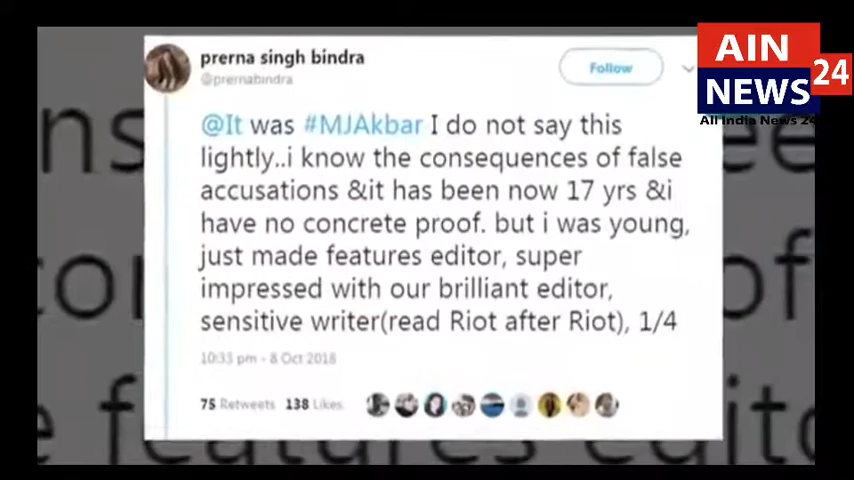 prerna singh bindra
@prernabindra
Follow
AIN
NEWS
24
All India News 24
@It was #MJAkbar I do not say this
lightly..i know the consequences of false
accusations &it has been now 17 yrs &i
have no concrete proof. but i was young,
just made features editor, super
impressed with our brilliant editor,
sensitive writer(read Riot after Riot), 1/4
10:33 pm - 8 Oct 2018
75 Retweets 138 Likes